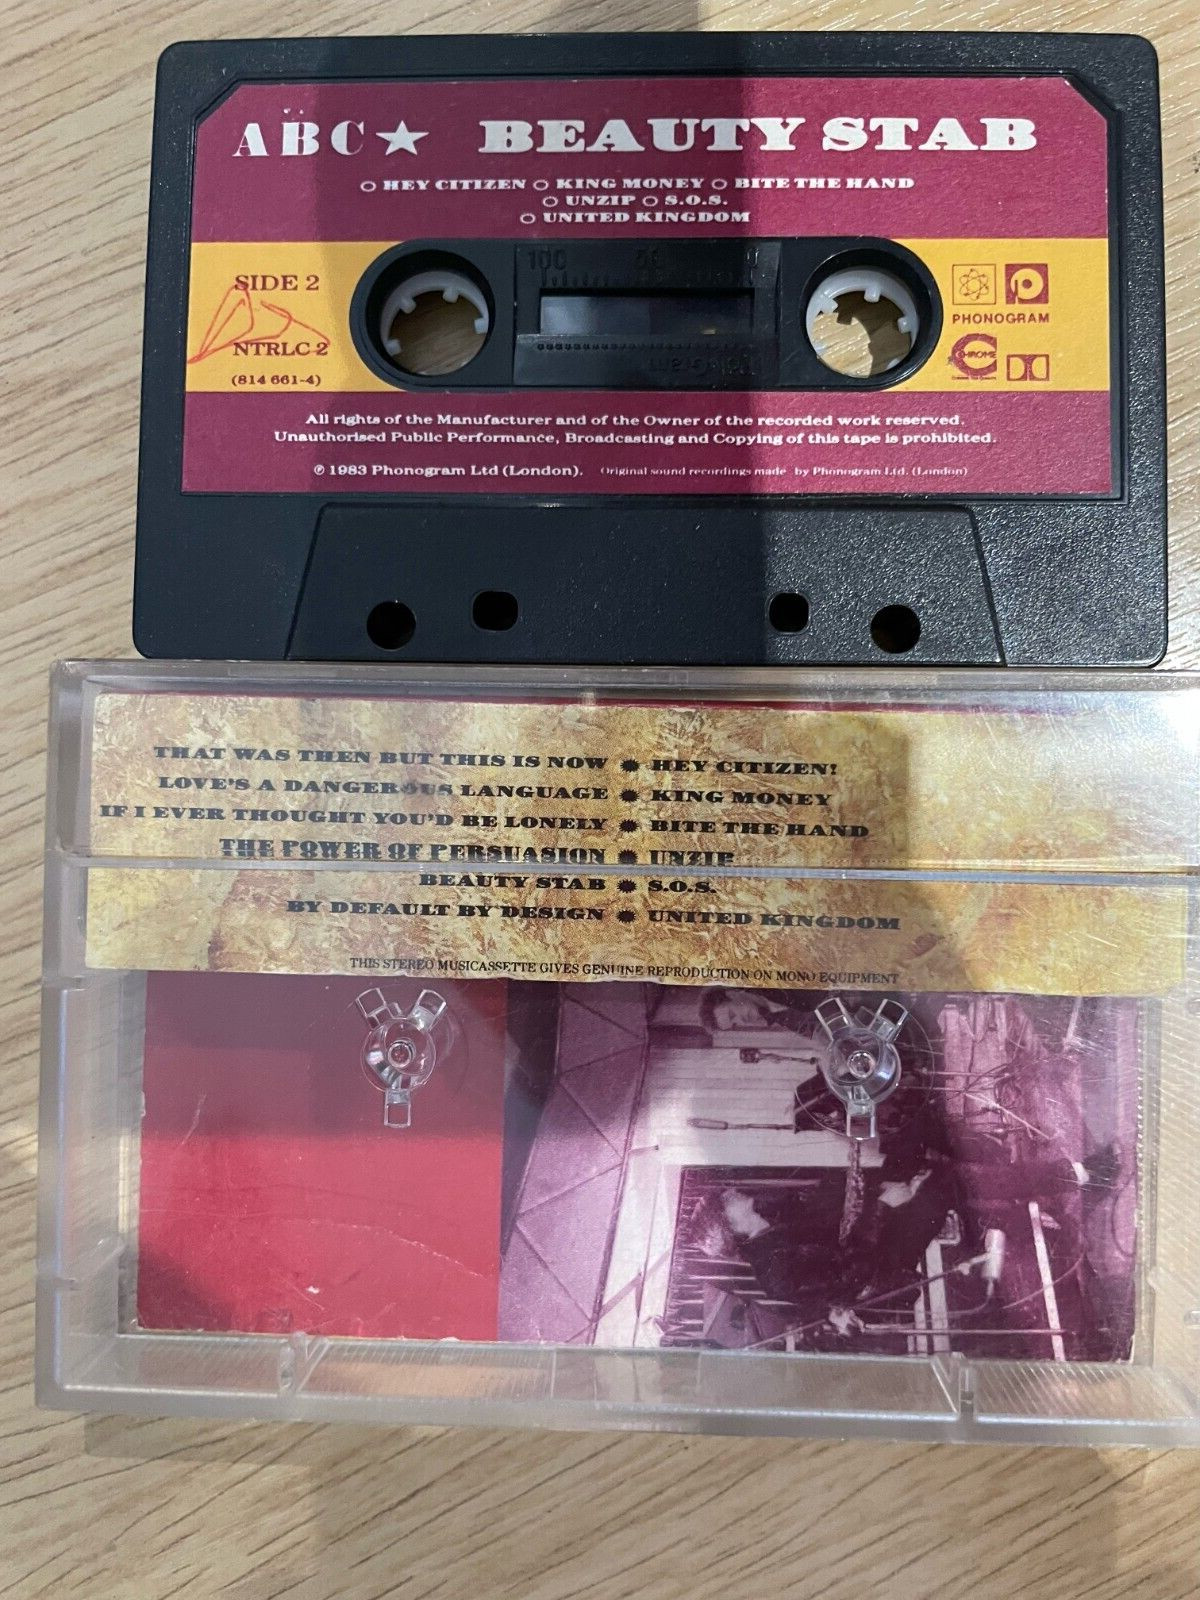 ABC★ BEAUTY STAB
HEY CITIZEN KING MONEY BITE THE HAND
UNZIP S.O.S.
UNITED KINGDOM
SIDE 2
NTRLC 2
(814 661-4)
100 50 0
PHONOGRAM
CHROME
All rights of the Manufacturer and of the Owner of the recorded work reserved.
Unauthorised Public Performance, Broadcasting and Copying of this tape is prohibited.
℗ 1983 Phonogram Ltd (London). Original sound recordings made by Phonogram Ltd. (London)
THAT WAS THEN BUT THIS IS NOW HEY CITIZEN!
LOVE'S A DANGEROUS LANGUAGE KING MONEY
IF I EVER THOUGHT YOU'D BE LONELY BITE THE HAND
THE POWER OF PERSUASION UNZIP
BEAUTY STAB S.O.S.
BY DEFAULT BY DESIGN UNITED KINGDOM
THIS STEREO MUSICASSETTE GIVES GENUINE REPRODUCTION ON MONO EQUIPMENT